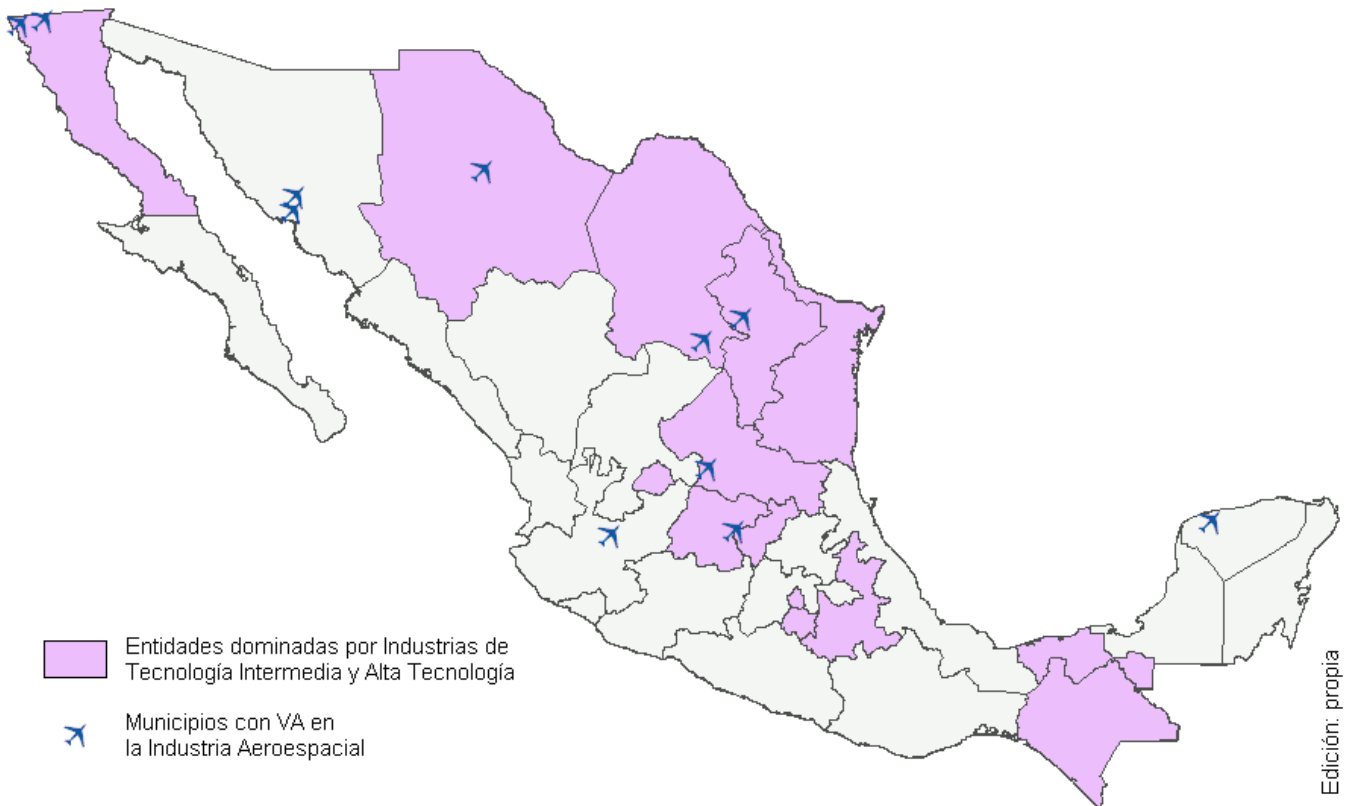 Entidades dominadas por Industrias de
Tecnología Intermedia y Alta Tecnología
Municipios con VA en
la Industria Aeroespacial
Edición: propia